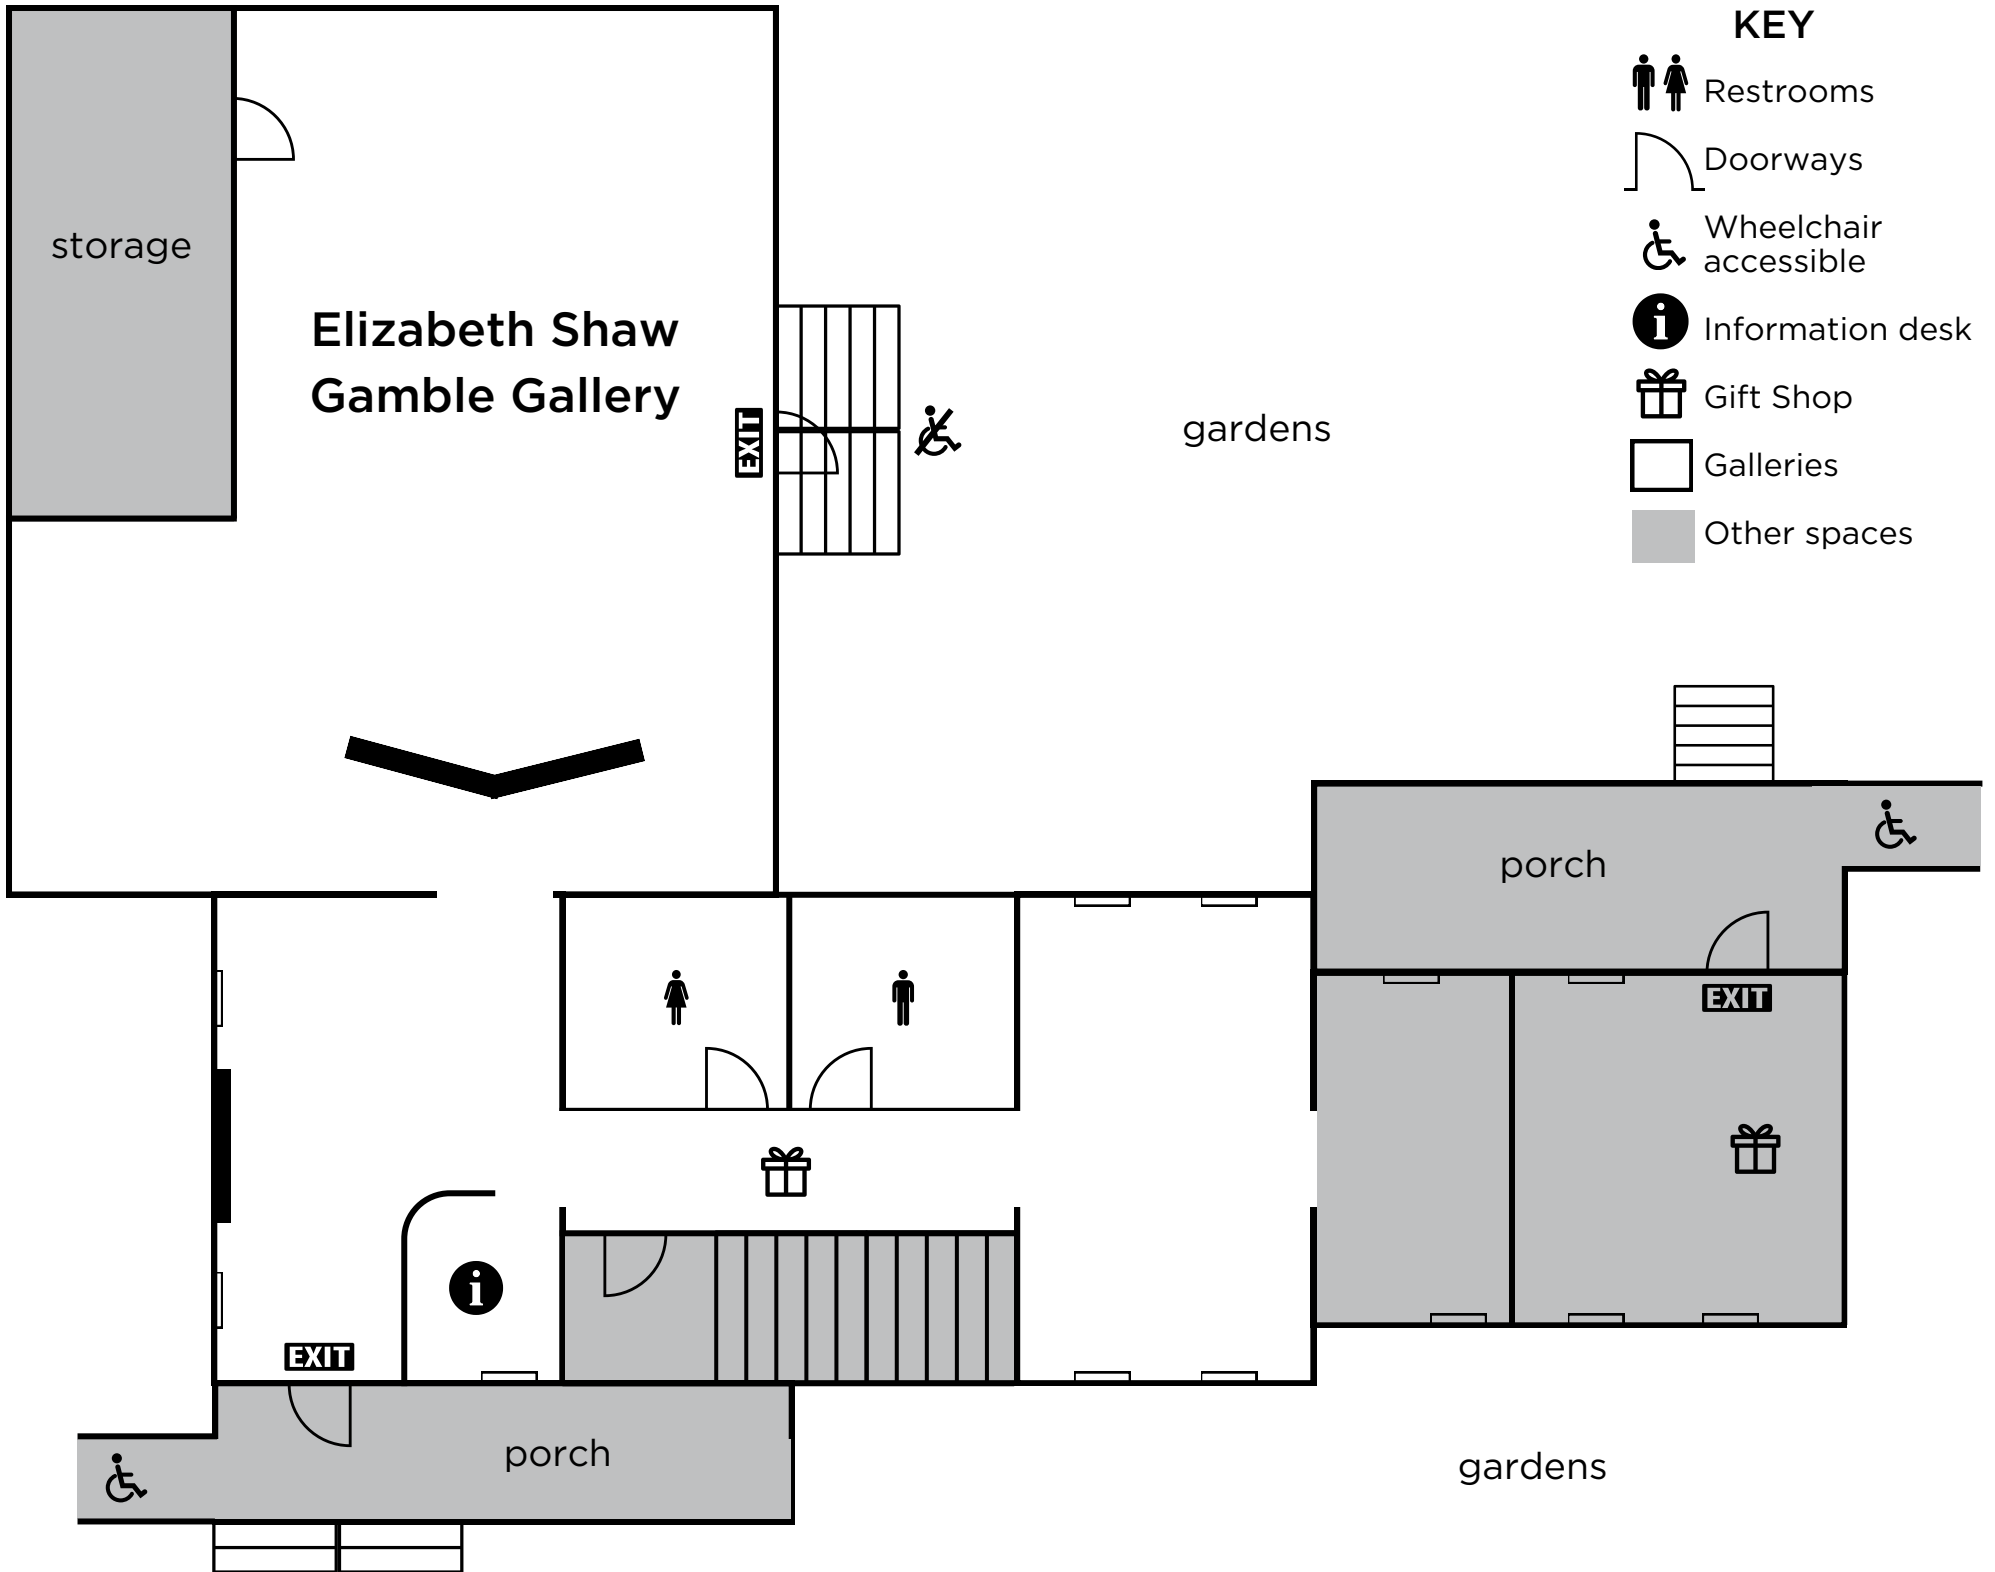 KEY
Restrooms
Doorways
Wheelchair
accessible
Information desk
Gift Shop
Galleries
Other spaces
storage
Elizabeth Shaw
Gamble Gallery
EXIT
gardens
porch
EXIT
EXIT
porch
gardens